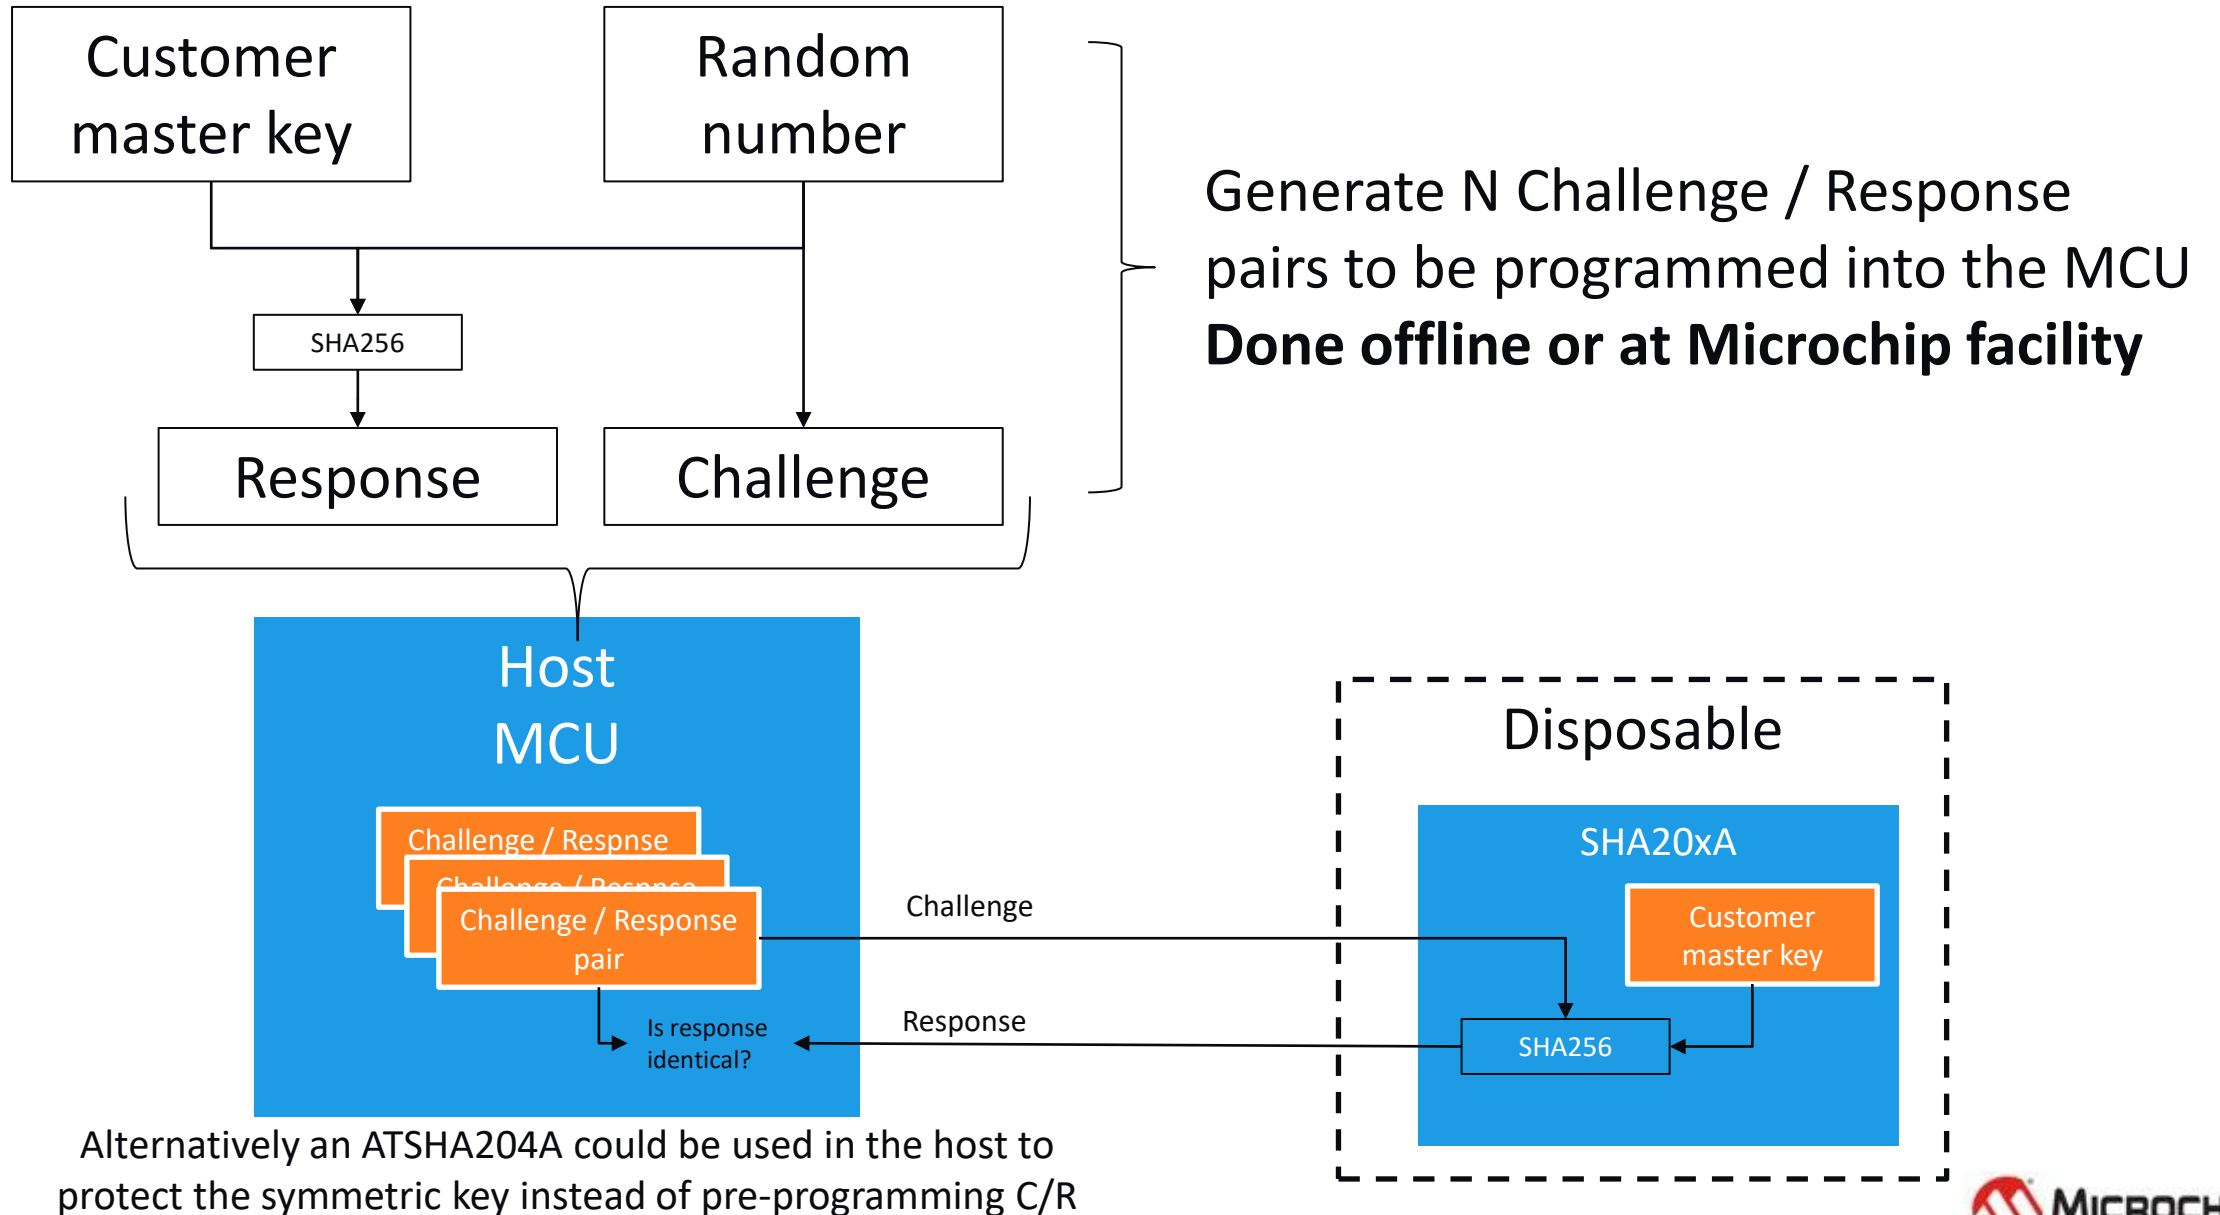 Customer
master key
Random
number
Generate N Challenge / Response
pairs to be programmed into the MCU
Done offline or at Microchip facility
SHA256
Response
Challenge
Host
MCU
Challenge / Respnse
Challenge / Respnse
Challenge / Response
pair
Is response
identical?
Challenge
Response
Disposable
SHA20xA
Customer
master key
SHA256
Alternatively an ATSHA204A could be used in the host to
protect the symmetric key instead of pre-programming C/R
MICROCH